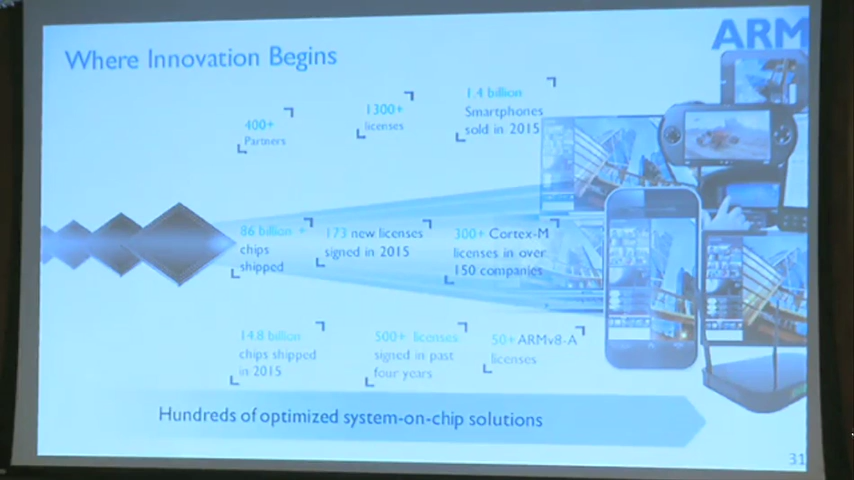 ARM
Where Innovation Begins
400+
Partners
1300+
licenses
1.4 billion
Smartphones
sold in 2015
86 billion +
chips
shipped
173 new licenses
signed in 2015
300+ Cortex-M
licenses in over
150 companies
14.8 billion
chips shipped
in 2015
500+ licenses
signed in past
four years
50+ ARMv8-A
licenses
Hundreds of optimized system-on-chip solutions
31